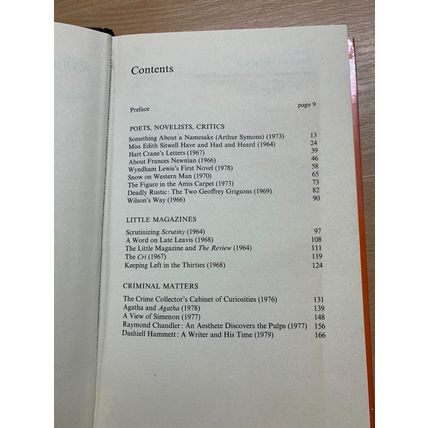 Contents
Preface page 9
POETS, NOVELISTS, CRITICS
Something About a Namesake (Arthur Symons) (1973) 13
Miss Edith Sitwell Have and Had and Heard (1964) 24
Hart Crane's Letters (1967) 39
About Frances Newman (1966) 46
Wyndham Lewis's First Novel (1978) 58
Snow on Western Man (1970) 65
The Figure in the Amis Carpet (1973) 73
Deadly Rustic: The Two Geoffrey Grigsons (1969) 82
Wilson's Way (1966) 90
LITTLE MAGAZINES
Scrutinizing Scrutiny (1964) 97
A Word on Late Leavis (1968) 108
The Little Magazine and The Review (1964) 111
The Cri (1967) 119
Keeping Left in the Thirties (1968) 124
CRIMINAL MATTERS
The Crime Collector's Cabinet of Curiosities (1976) 131
Agatha and Agatha (1978) 139
A View of Simenon (1977) 148
Raymond Chandler: An Aesthete Discovers the Pulps (1977) 156
Dashiell Hammett: A Writer and His Time (1979) 166